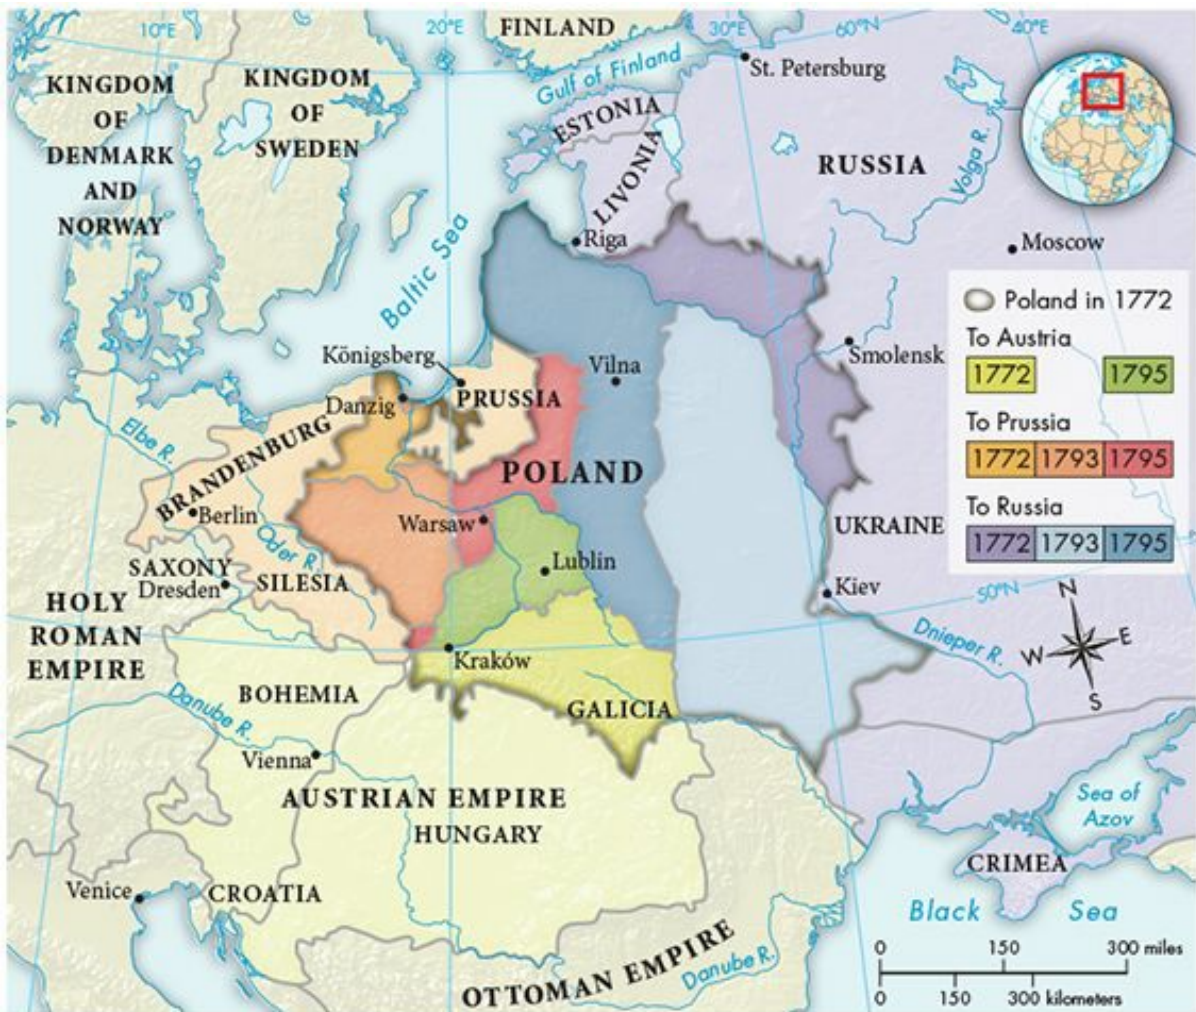 10°E
20°E
30°E
60°N
40°E
FINLAND
Gulf of Finland
St. Petersburg
KINGDOM
OF
DENMARK
AND
NORWAY
KINGDOM
OF
SWEDEN
ESTONIA
LIVONIA
RUSSIA
Volga R.
Riga
Moscow
Baltic Sea
Poland in 1772
To Austria
1772
1795
To Prussia
1772 1793 1795
To Russia
1772 1793 1795
Smolensk
Königsberg
Vilna
PRUSSIA
Danzig
Elbe R.
BRANDENBURG
Berlin
POLAND
Warsaw
UKRAINE
Oder R.
SAXONY
Dresden
SILESIA
Lublin
Kiev
50°N
HOLY
ROMAN
EMPIRE
Dnieper R.
N
W E
S
Kraków
BOHEMIA
GALICIA
Danube R.
Vienna
AUSTRIAN EMPIRE
HUNGARY
Sea of
Azov
CRIMEA
Venice
CROATIA
Black Sea
OTTOMAN EMPIRE
Danube R.
0 150 300 miles
0 150 300 kilometers